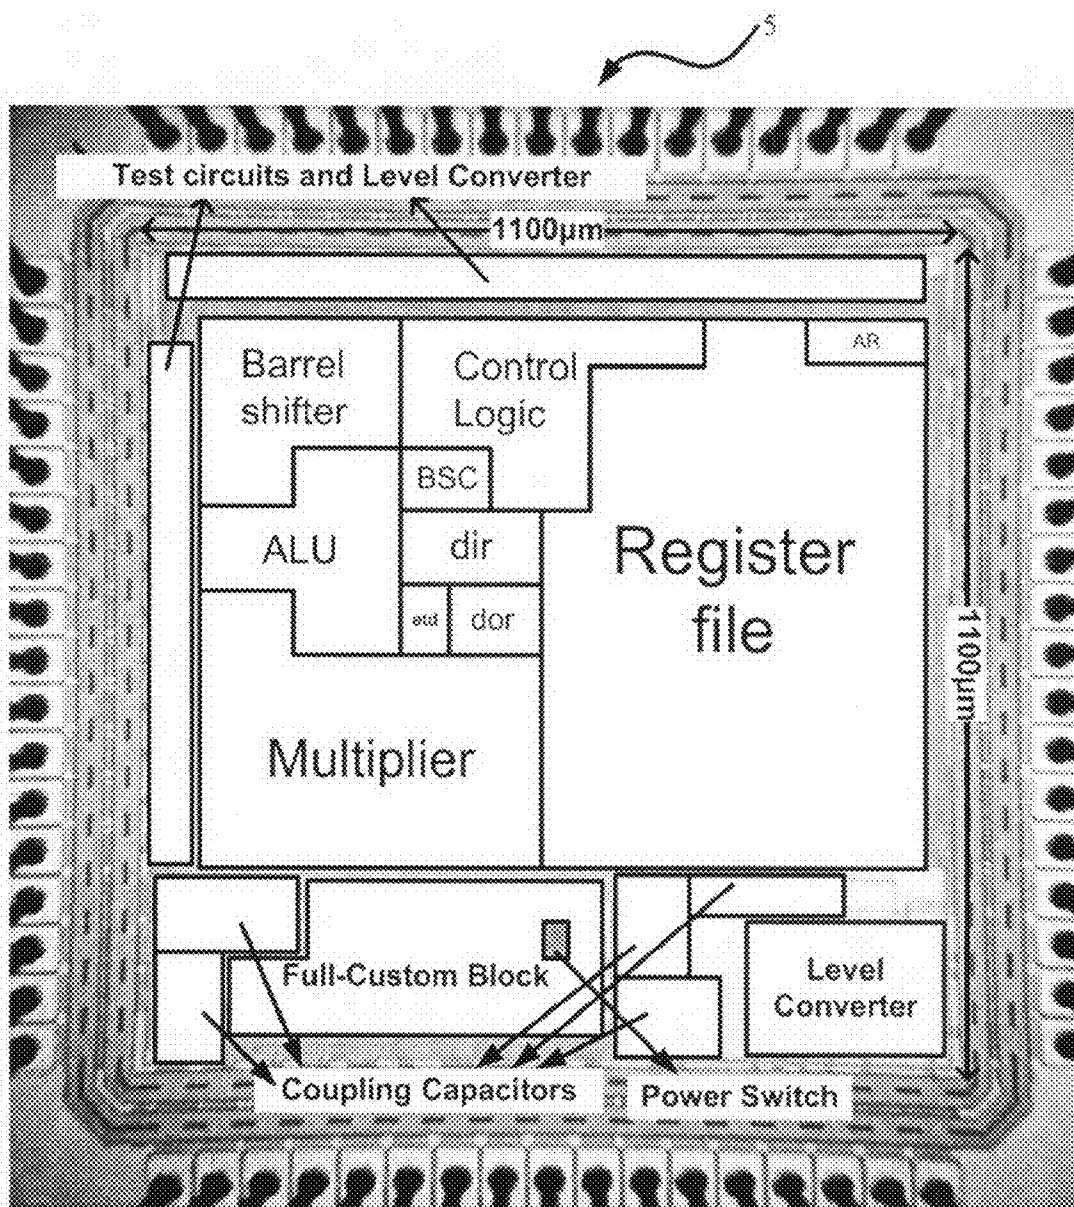 5
Test circuits and Level Converter
1100μm
Barrel
shifter
Control
Logic
AR
BSC
ALU
dir
Register
file
std
dor
1100μm
Multiplier
Full-Custom Block
Level
Converter
Coupling Capacitors
Power Switch